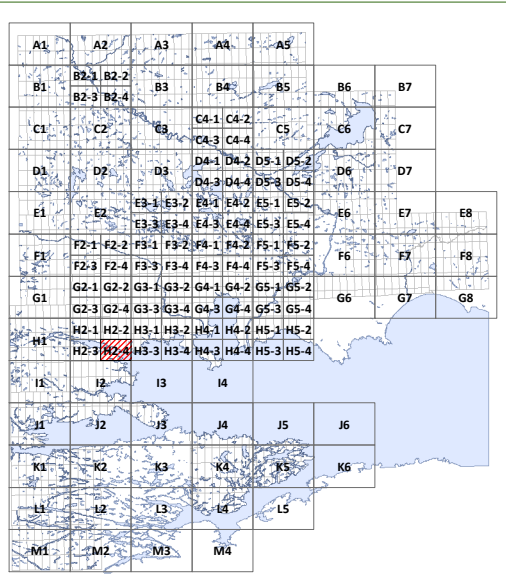 A1 A2 A3 A4 A5
B1 B2-1 B2-2 B3 B4 B5 B6 B7
B2-3 B2-4
C1 C2 C3 C4-1 C4-2 C5 C6 C7
C4-3 C4-4
D1 D2 D3 D4-1 D4-2 D5-1 D5-2 D6 D7
D4-3 D4-4 D5-3 D5-4
E1 E2 E3-1 E3-2 E4-1 E4-2 E5-1 E5-2 E6 E7 E8
E3-3 E3-4 E4-3 E4-4 E5-3 E5-4
F1 F2-1 F2-2 F3-1 F3-2 F4-1 F4-2 F5-1 F5-2 F6 F7 F8
F2-3 F2-4 F3-3 F3-4 F4-3 F4-4 F5-3 F5-4
G1 G2-1 G2-2 G3-1 G3-2 G4-1 G4-2 G5-1 G5-2 G6 G7 G8
G2-3 G2-4 G3-3 G3-4 G4-3 G4-4 G5-3 G5-4
H1 H2-1 H2-2 H3-1 H3-2 H4-1 H4-2 H5-1 H5-2
H2-3 H2-4 H3-3 H3-4 H4-3 H4-4 H5-3 H5-4
I1 I2 I3 I4
J1 J2 J3 J4 J5 J6
K1 K2 K3 K4 K5 K6
L1 L2 L3 L4 L5
M1 M2 M3 M4